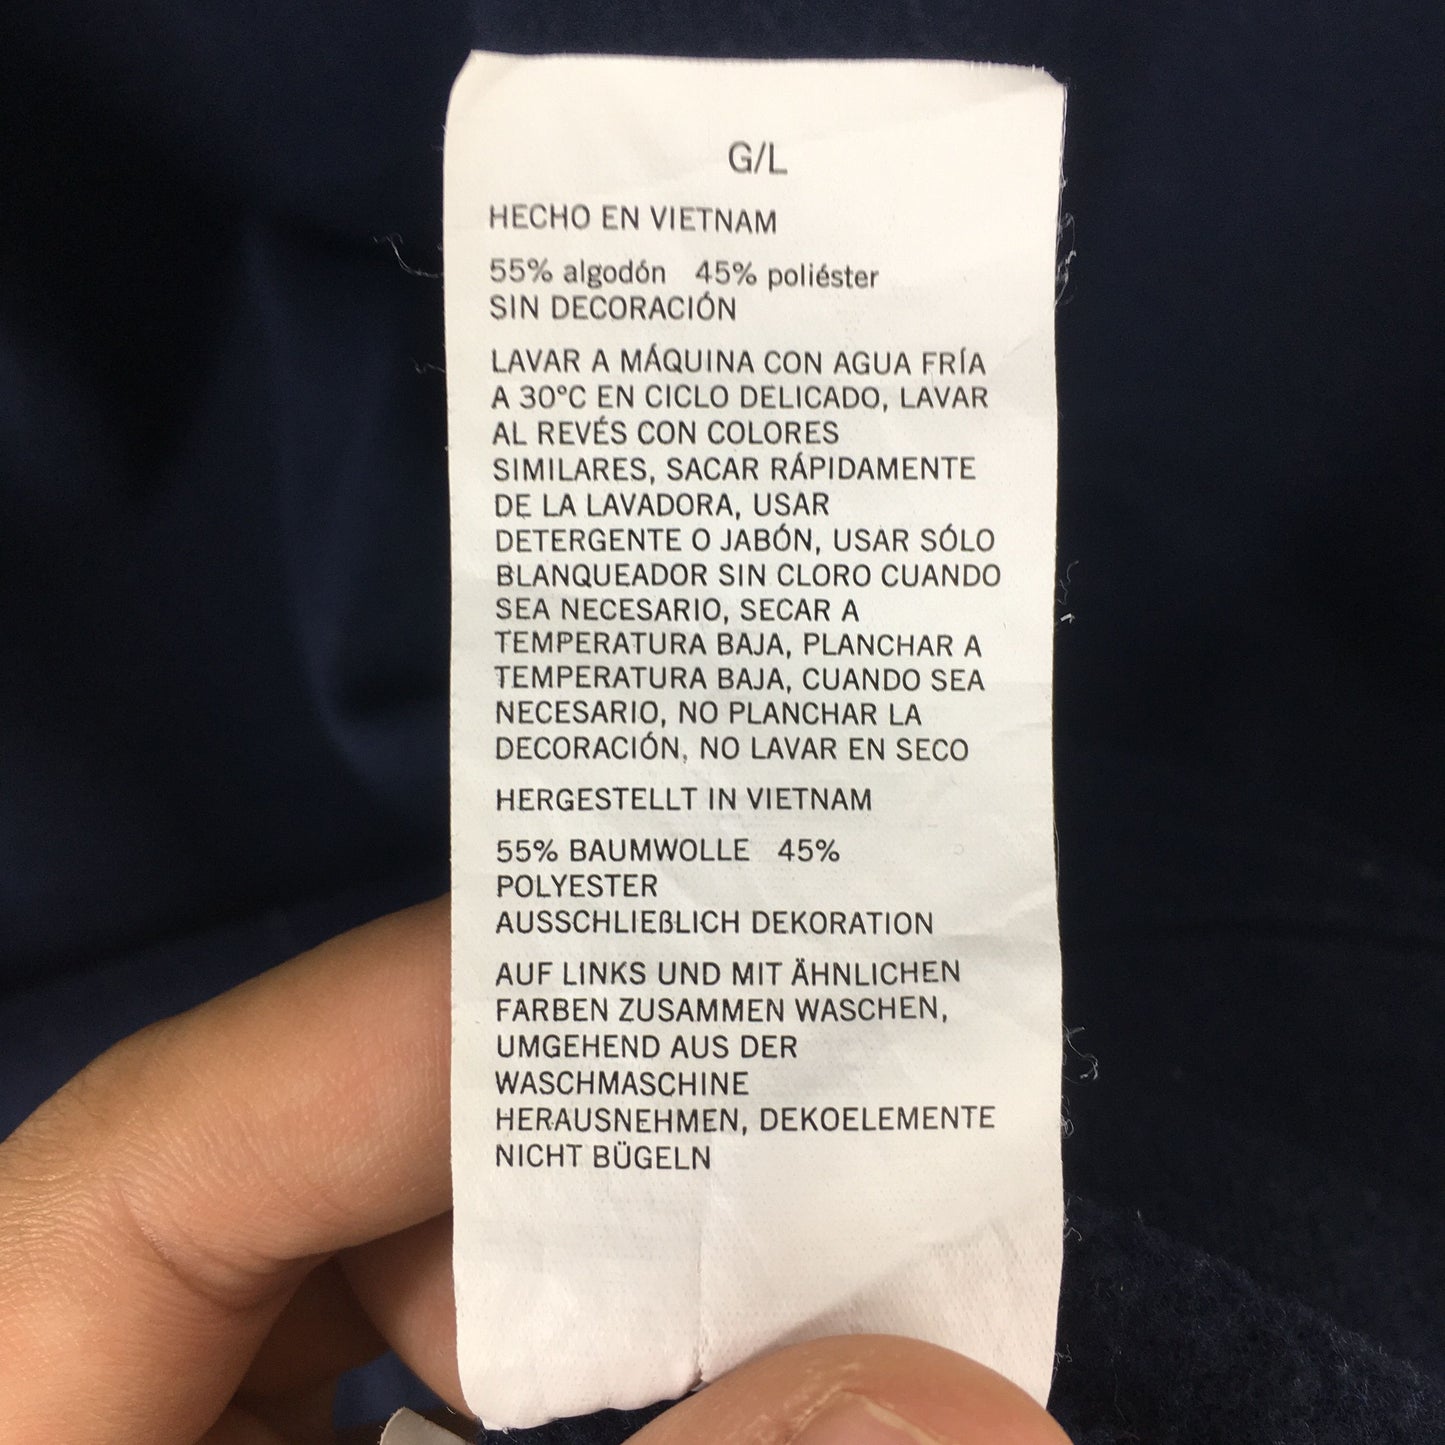 G/L
HECHO EN VIETNAM
55% algodón 45% poliéster
SIN DECORACIÓN
LAVAR A MÁQUINA CON AGUA FRÍA
A 30°C EN CICLO DELICADO, LAVAR
AL REVÉS CON COLORES
SIMILARES, SACAR RÁPIDAMENTE
DE LA LAVADORA, USAR
DETERGENTE O JABÓN, USAR SÓLO
BLANQUEADOR SIN CLORO CUANDO
SEA NECESARIO, SECAR A
TEMPERATURA BAJA, PLANCHAR A
TEMPERATURA BAJA, CUANDO SEA
NECESARIO, NO PLANCHAR LA
DECORACIÓN, NO LAVAR EN SECO
HERGESTELLT IN VIETNAM
55% BAUMWOLLE 45%
POLYESTER
AUSSCHLIEßLICH DEKORATION
AUF LINKS UND MIT ÄHNLICHEN
FARBEN ZUSAMMEN WASCHEN,
UMGEHEND AUS DER
WASCHMASCHINE
HERAUSNEHMEN, DEKOELEMENTE
NICHT BÜGELN